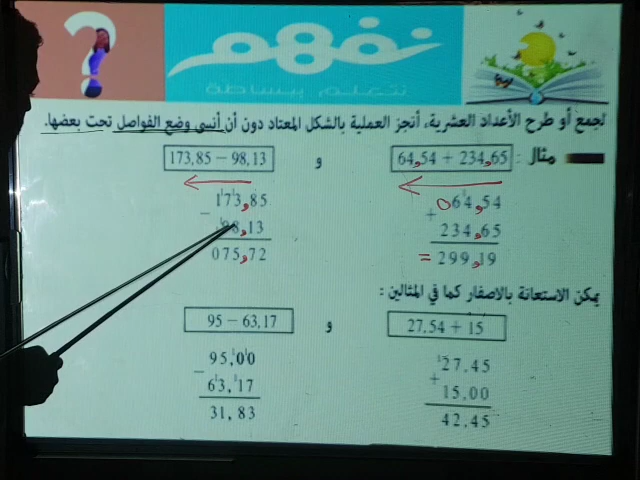 نفهم
نتعلم ببساطة
لجمع أو طرح الأعداد العشرية، أنجز العملية بالشكل المعتاد دون أن أنسى وضع الفواصل تحت بعضها.
مثال : 64,54 + 234,65 و 173,85 − 98,13
064,54
+
234,65
= 299,19
173,85
−
98,13
075,72
يمكن الاستعانة بالاصفار كما في المثالين :
27.54 + 15 و 95 − 63,17
27.45
+
15,00
42.45
95,00
−
63,17
31,83